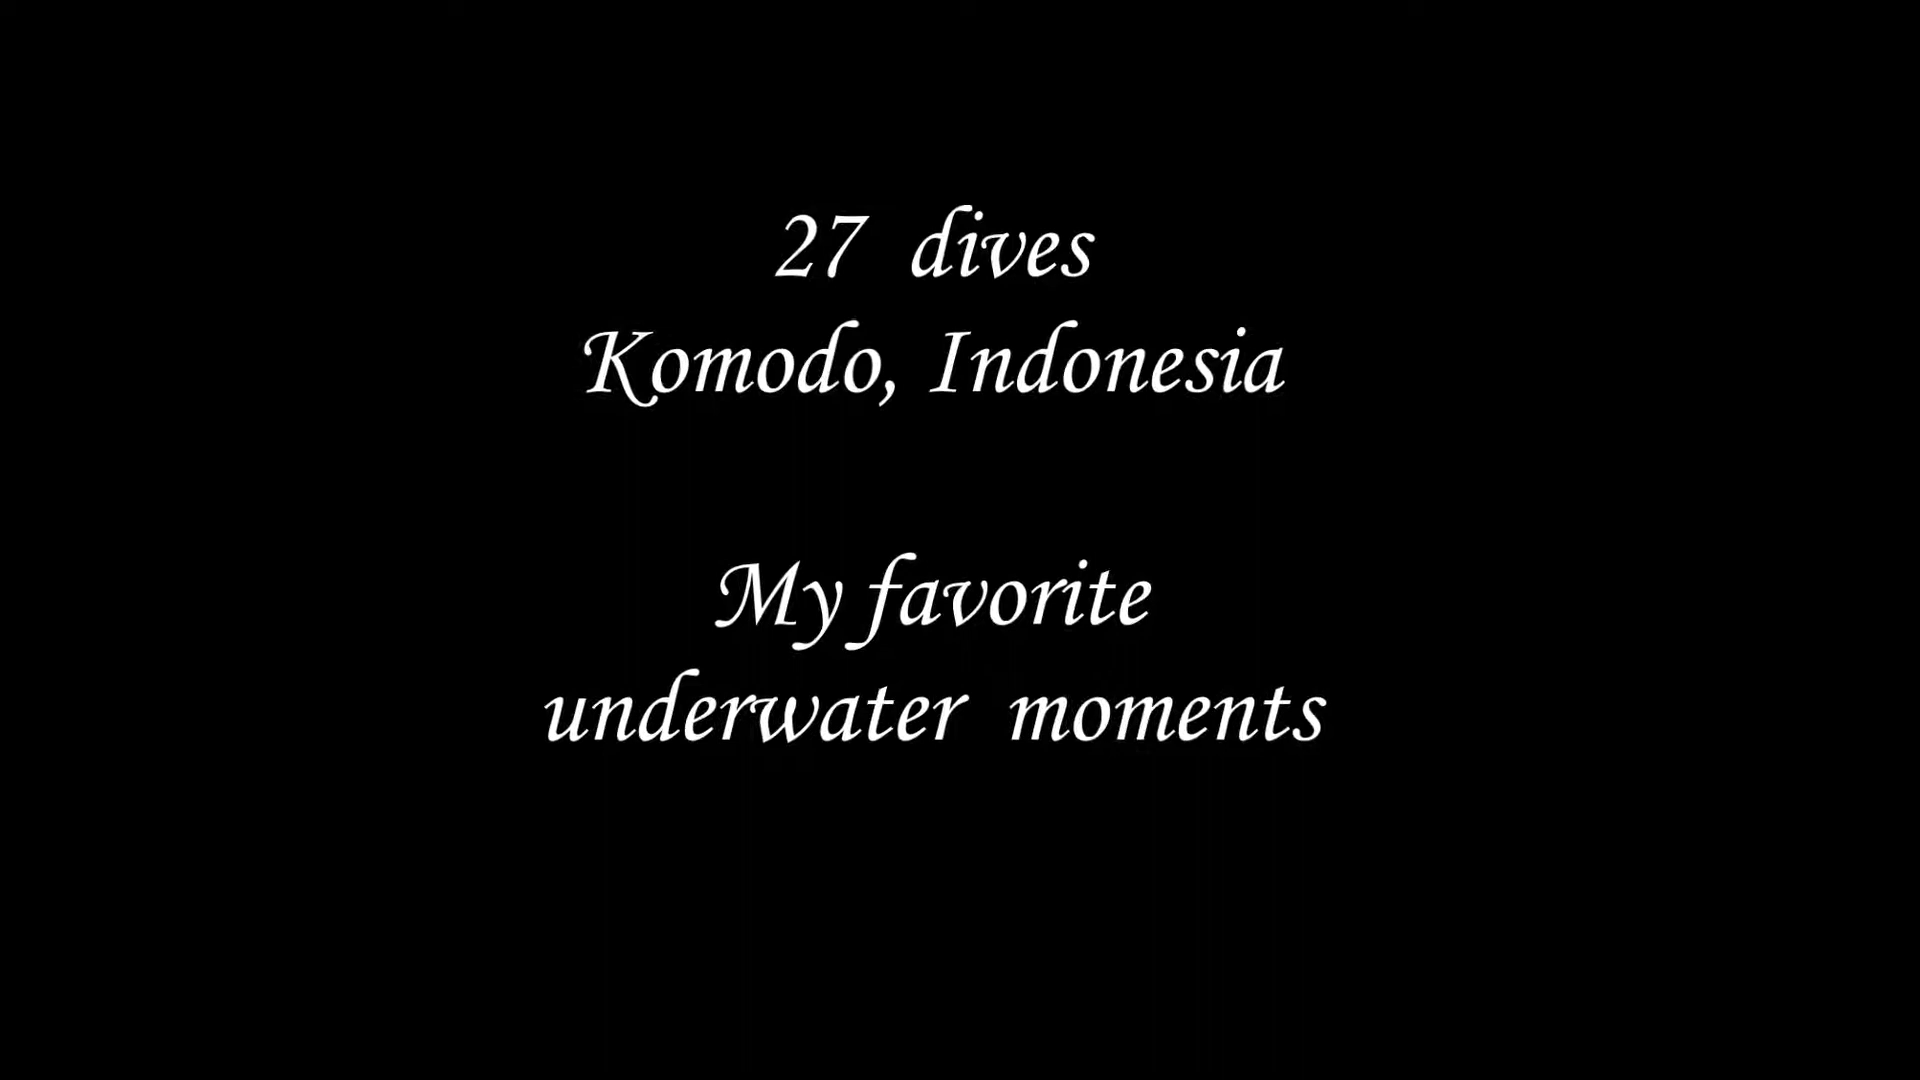 27 dives
Komodo, Indonesia
My favorite
underwater moments